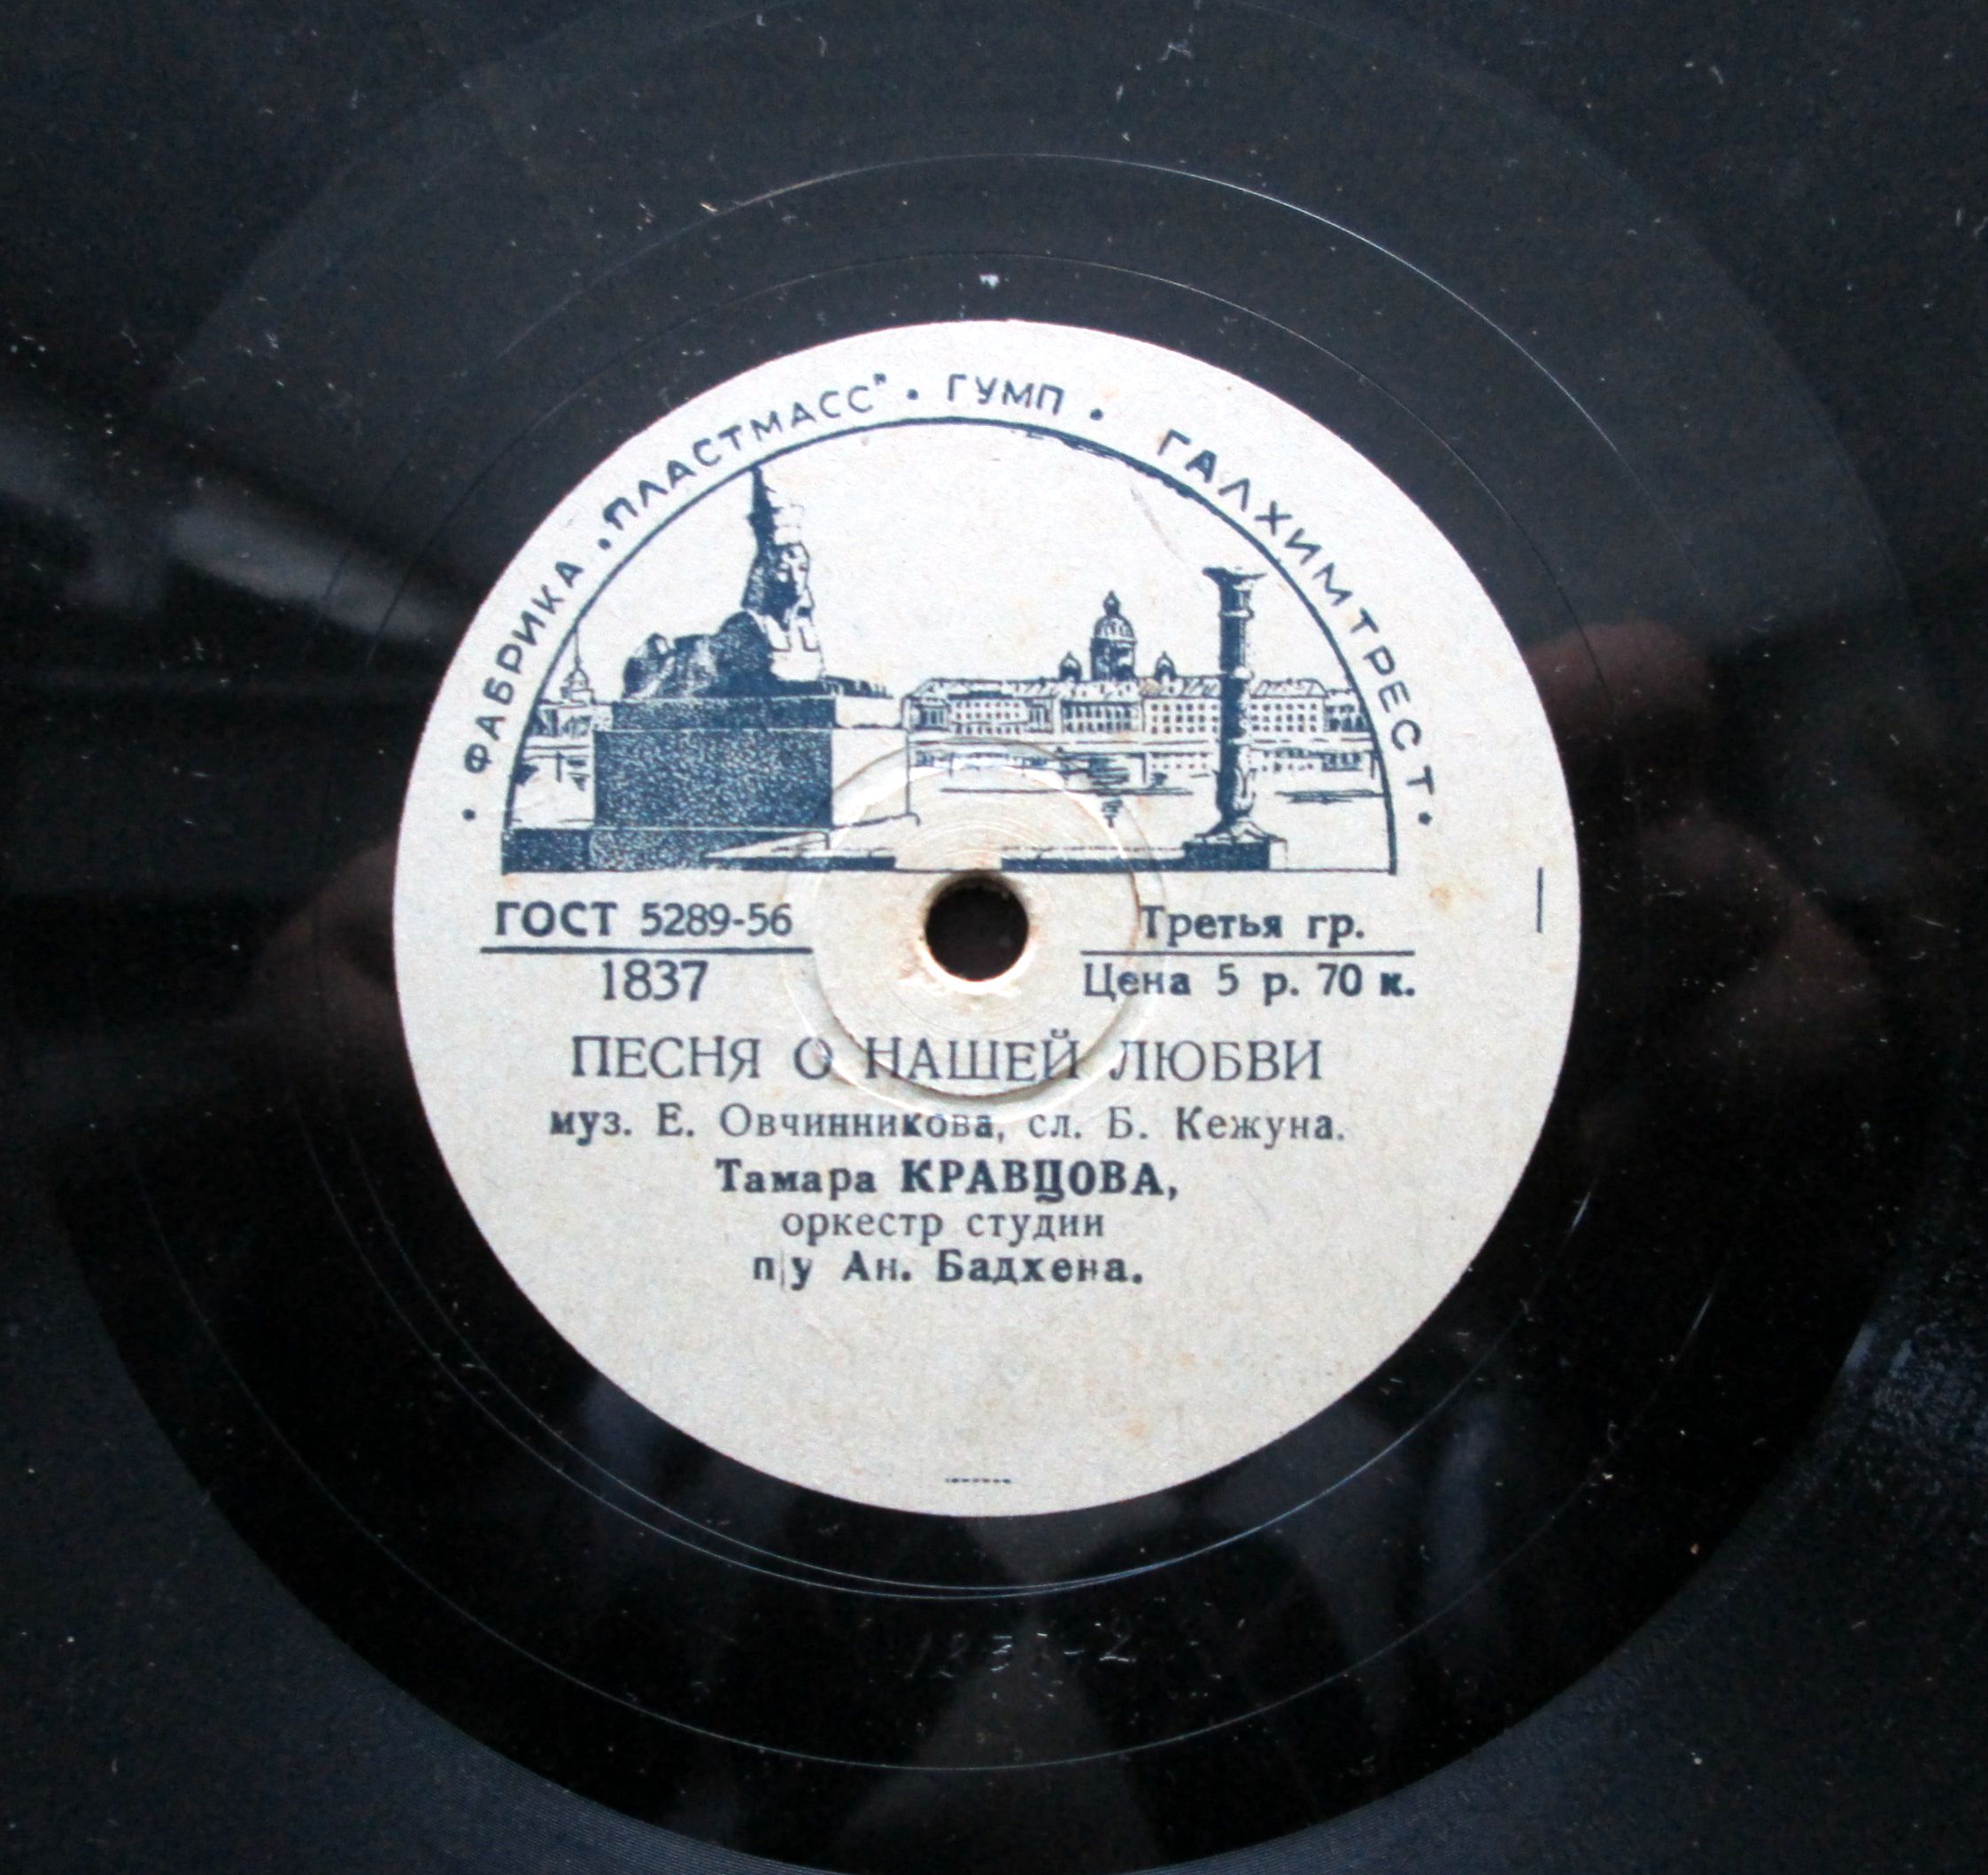 • ФАБРИКА „ПЛАСТМАСС" • ГУМП • ГАЛХИМТРЕСТ •
ГОСТ 5289-56
1837
Третья гр.
Цена 5 р. 70 к.
ПЕСНЯ О НАШЕЙ ЛЮБВИ
муз. Е. Овчинникова, сл. Б. Кежуна.
Тамара КРАВЦОВА,
оркестр студии
п/у Ан. Бадхена.